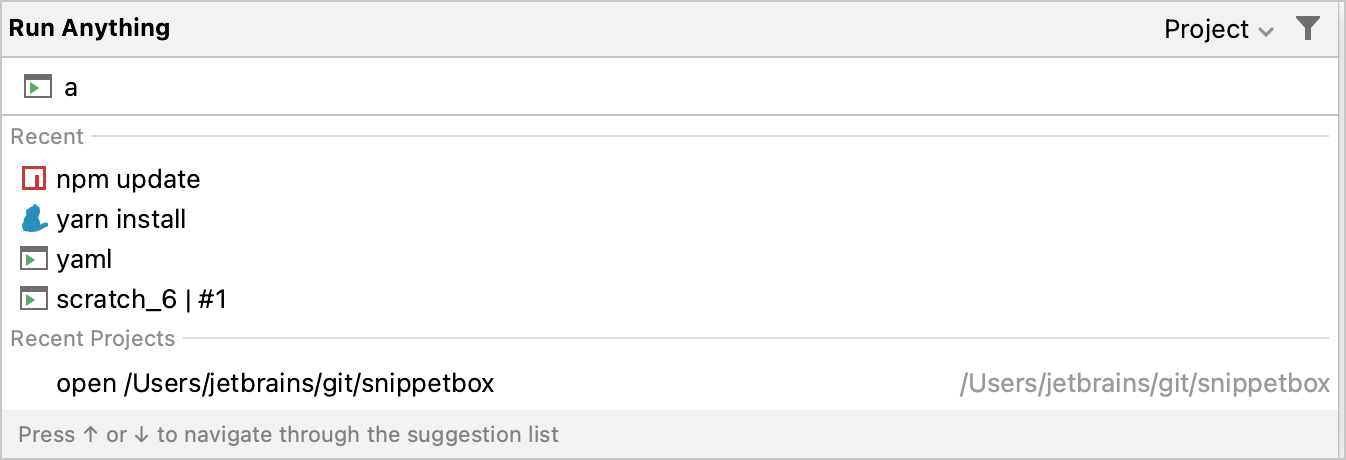 Run Anything Project
a
Recent
npm update
yarn install
yaml
scratch_6 | #1
Recent Projects
open /Users/jetbrains/git/snippetbox /Users/jetbrains/git/snippetbox
Press ↑ or ↓ to navigate through the suggestion list